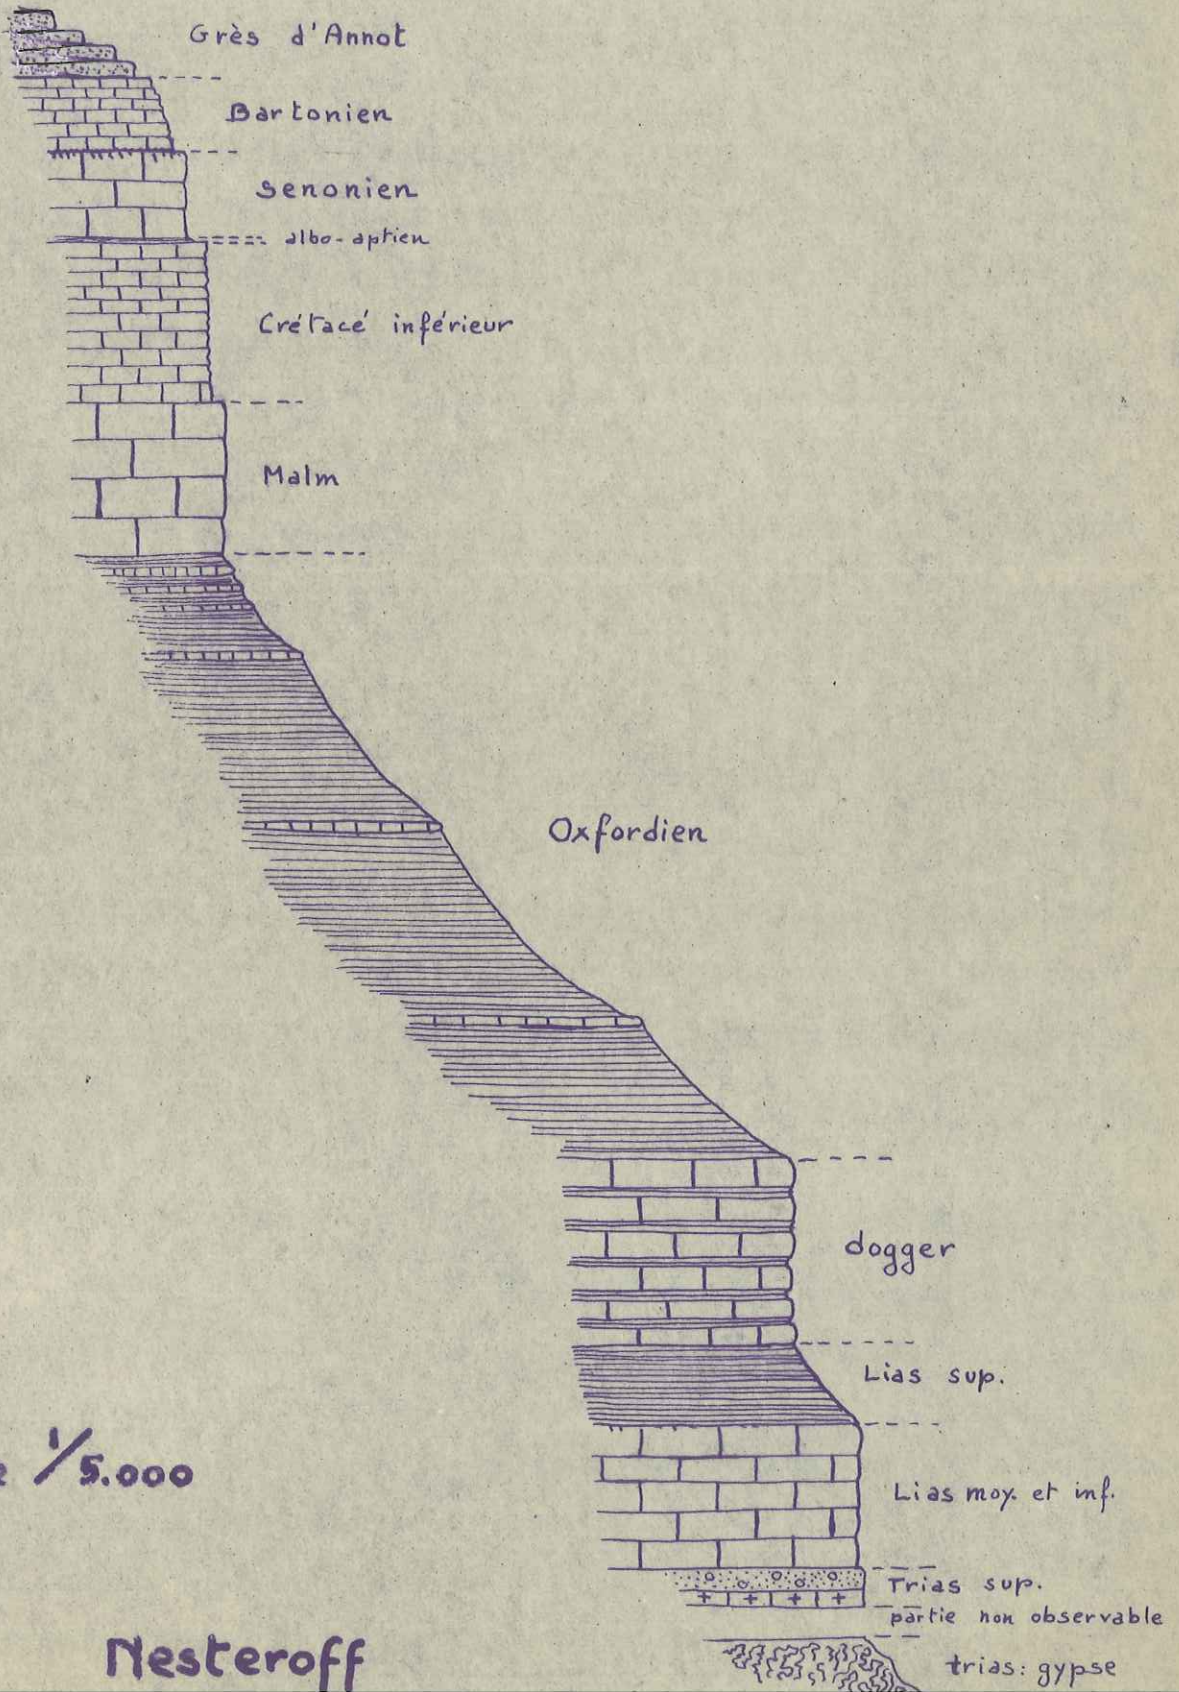 Grès d'Annot
Bartonien
senonien
albo-aptien
Crétacé inférieur
Malm
Oxfordien
dogger
Lias sup.
Lias moy. et inf.
Trias sup.
partie non observable
trias: gypse
1/5.000
Nesteroff